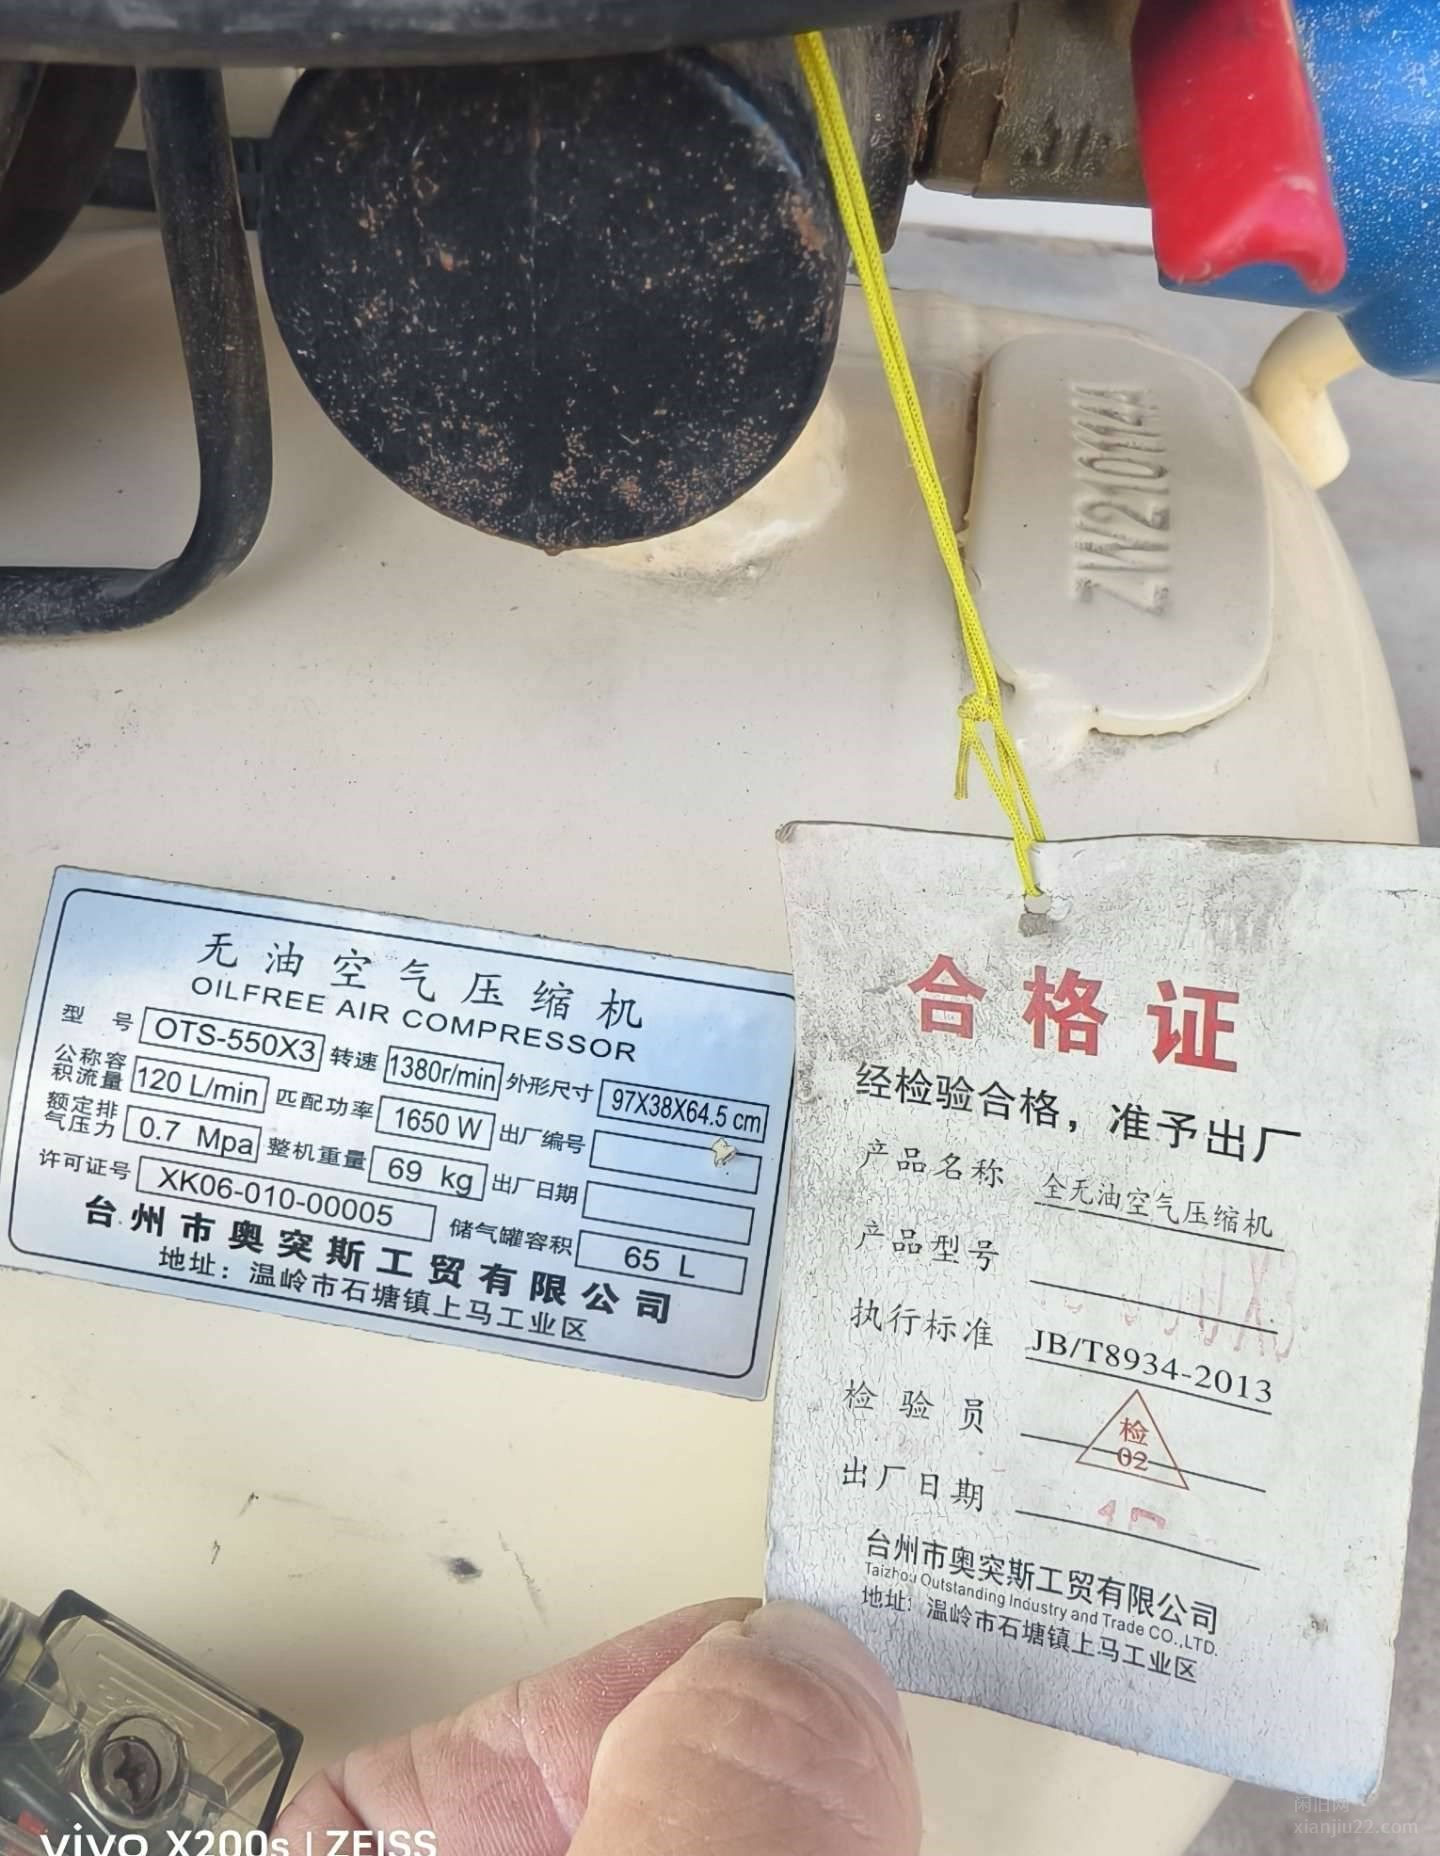 ZW2101144
无油空气压缩机
OILFREE AIR COMPRESSOR
型号 OTS-550X3 转速 1380r/min 外形尺寸 97X38X64.5 cm
公称容积流量 120 L/min 匹配功率 1650 W 出厂编号
额定排气压力 0.7 Mpa 整机重量 69 kg 出厂日期
许可证号 XK06-010-00005 储气罐容积 65 L
台州市奥突斯工贸有限公司
地址：温岭市石塘镇上马工业区
合格证
经检验合格，准予出厂
产品名称 全无油空气压缩机
产品型号
执行标准 JB/T8934-2013
检验员 检 02
出厂日期
台州市奥突斯工贸有限公司
Taizhou Outstanding Industry and Trade CO.,LTD.
地址：温岭市石塘镇上马工业区
vivo X200s | ZEISS
闲旧网
xianjiu22.com